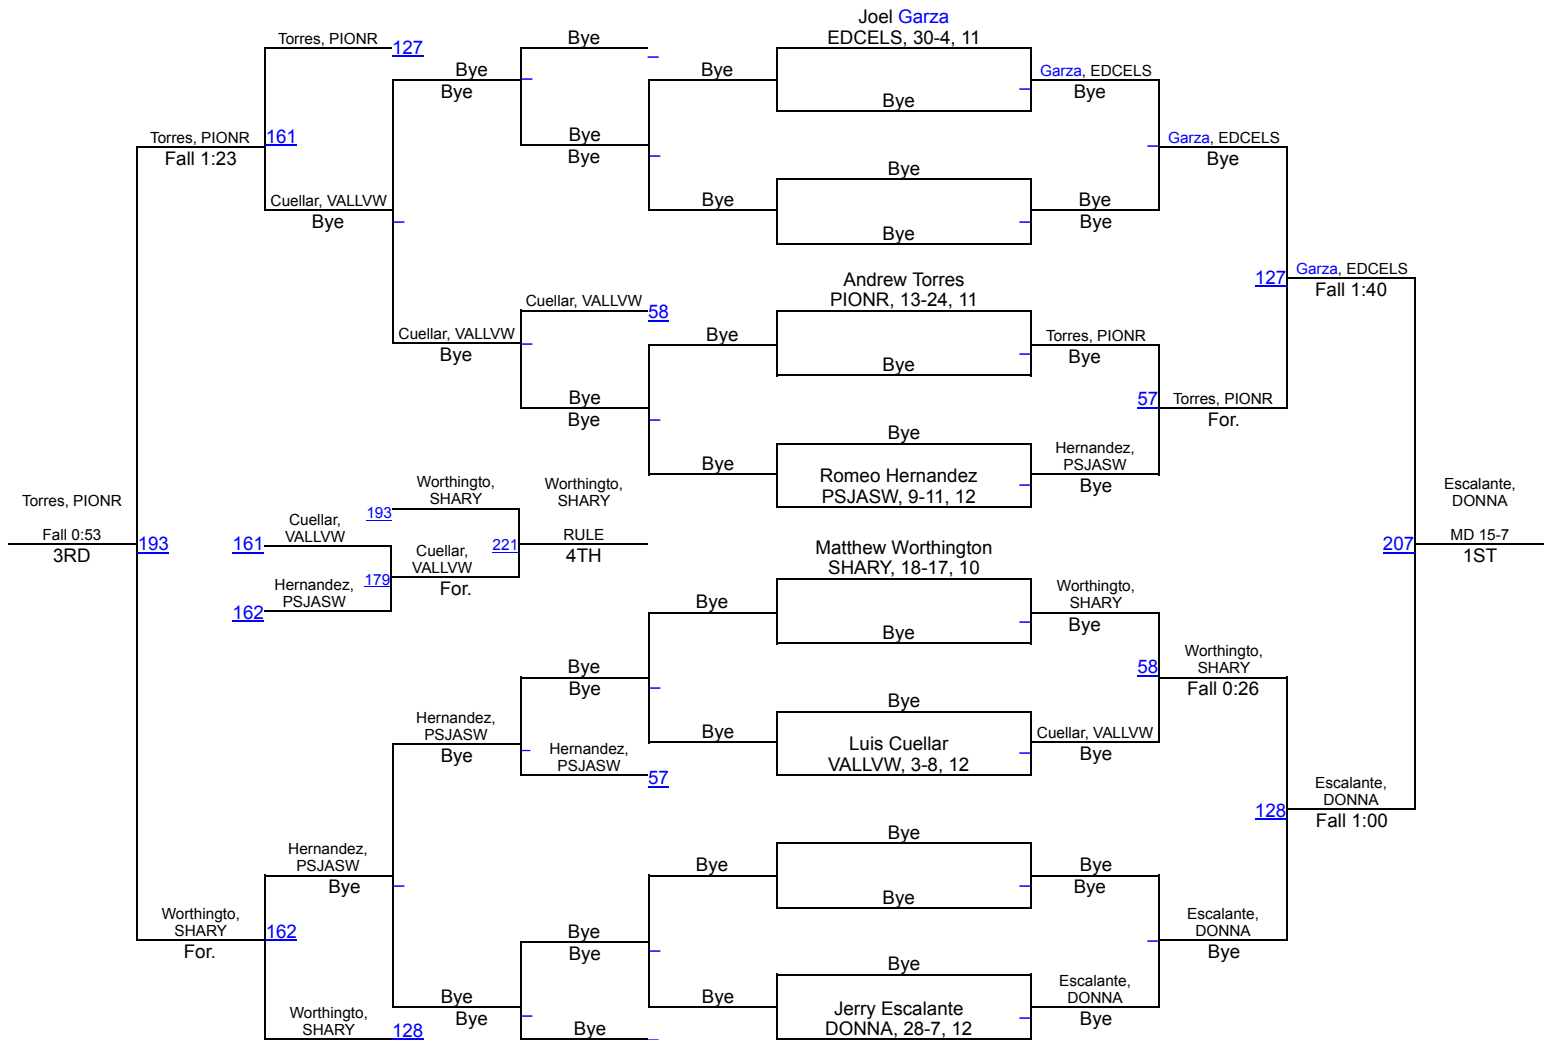 Joel Garza
EDCELS, 30-4, 11
Bye
Torres, PIONR
127
Bye
Bye
Bye
Garza, EDCELS
Bye
Bye
Bye
Bye
Torres, PIONR
161
Fall 1:23
Garza, EDCELS
Bye
Bye
Cuellar, VALLVW
Bye
Bye
Bye
Bye
Bye
Andrew Torres
PIONR, 13-24, 11
127
Garza, EDCELS
Fall 1:40
Cuellar, VALLVW
58
Cuellar, VALLVW
Bye
Bye
Torres, PIONR
Bye
Bye
Bye
Bye
57
Torres, PIONR
For.
Bye
Bye
Romeo Hernandez
PSJASW, 9-11, 12
Hernandez,
PSJASW
Bye
Torres, PIONR
Fall 0:53
3RD
193
Worthingto,
SHARY
193
Worthingto,
SHARY
RULE
4TH
221
Cuellar,
VALLVW
161
Cuellar,
VALLVW
For.
179
Hernandez,
PSJASW
162
Escalante,
DONNA
MD 15-7
1ST
207
Matthew Worthington
SHARY, 18-17, 10
Bye
Bye
Worthingto,
SHARY
Bye
58
Worthingto,
SHARY
Fall 0:26
Bye
Bye
Hernandez,
PSJASW
Bye
Hernandez,
PSJASW
57
Bye
Bye
Luis Cuellar
VALLVW, 3-8, 12
Cuellar, VALLVW
Bye
128
Escalante,
DONNA
Fall 1:00
Hernandez,
PSJASW
Bye
Bye
Bye
Bye
Bye
Bye
Worthingto,
SHARY
For.
162
Bye
Bye
Escalante,
DONNA
Bye
Bye
Bye
Bye
Bye
Jerry Escalante
DONNA, 28-7, 12
Escalante,
DONNA
Bye
Worthingto,
SHARY
128
Bye